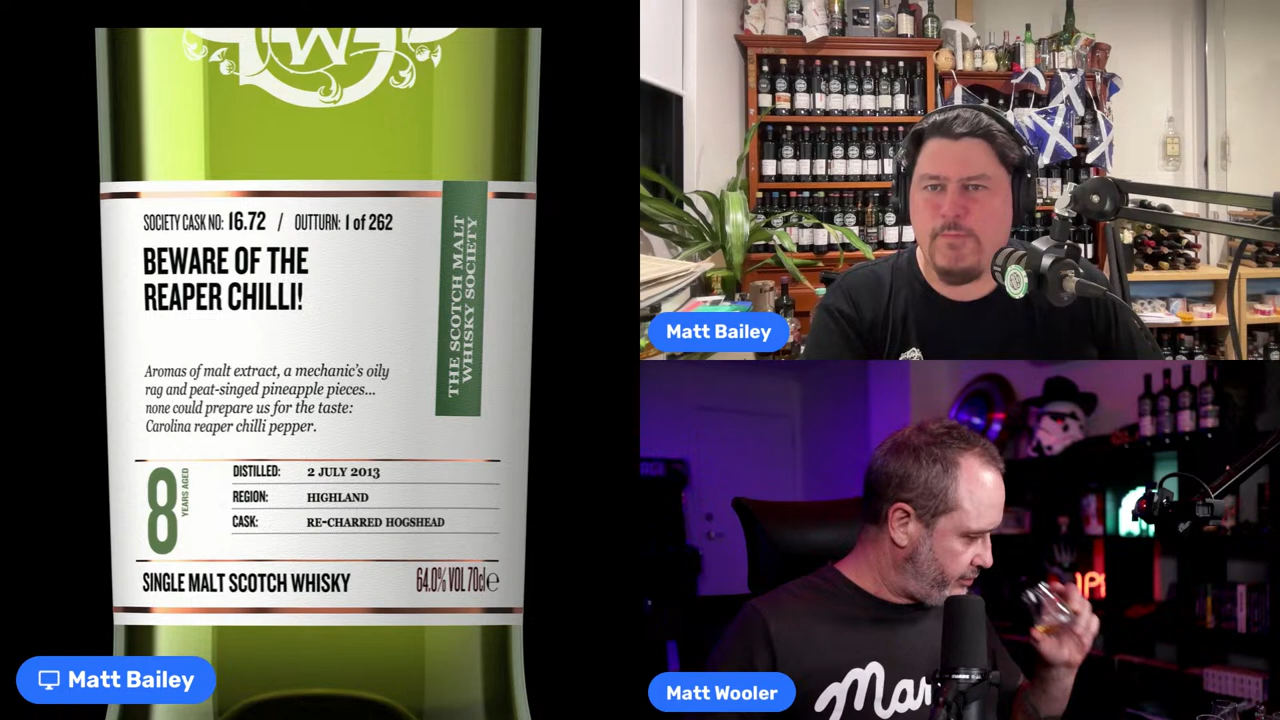 SOCIETY CASK NO: 16.72 / OUTTURN: 1 of 262
BEWARE OF THE
REAPER CHILLI!
THE SCOTCH MALT
WHISKY SOCIETY
Aromas of malt extract, a mechanic's oily
rag and peat-singed pineapple pieces...
none could prepare us for the taste:
Carolina reaper chilli pepper.
8
YEARS AGED
DISTILLED: 2 JULY 2013
REGION: HIGHLAND
CASK: RE-CHARRED HOGSHEAD
SINGLE MALT SCOTCH WHISKY
64.0% VOL 70cl e
Matt Bailey
Matt Bailey
Matt Wooler